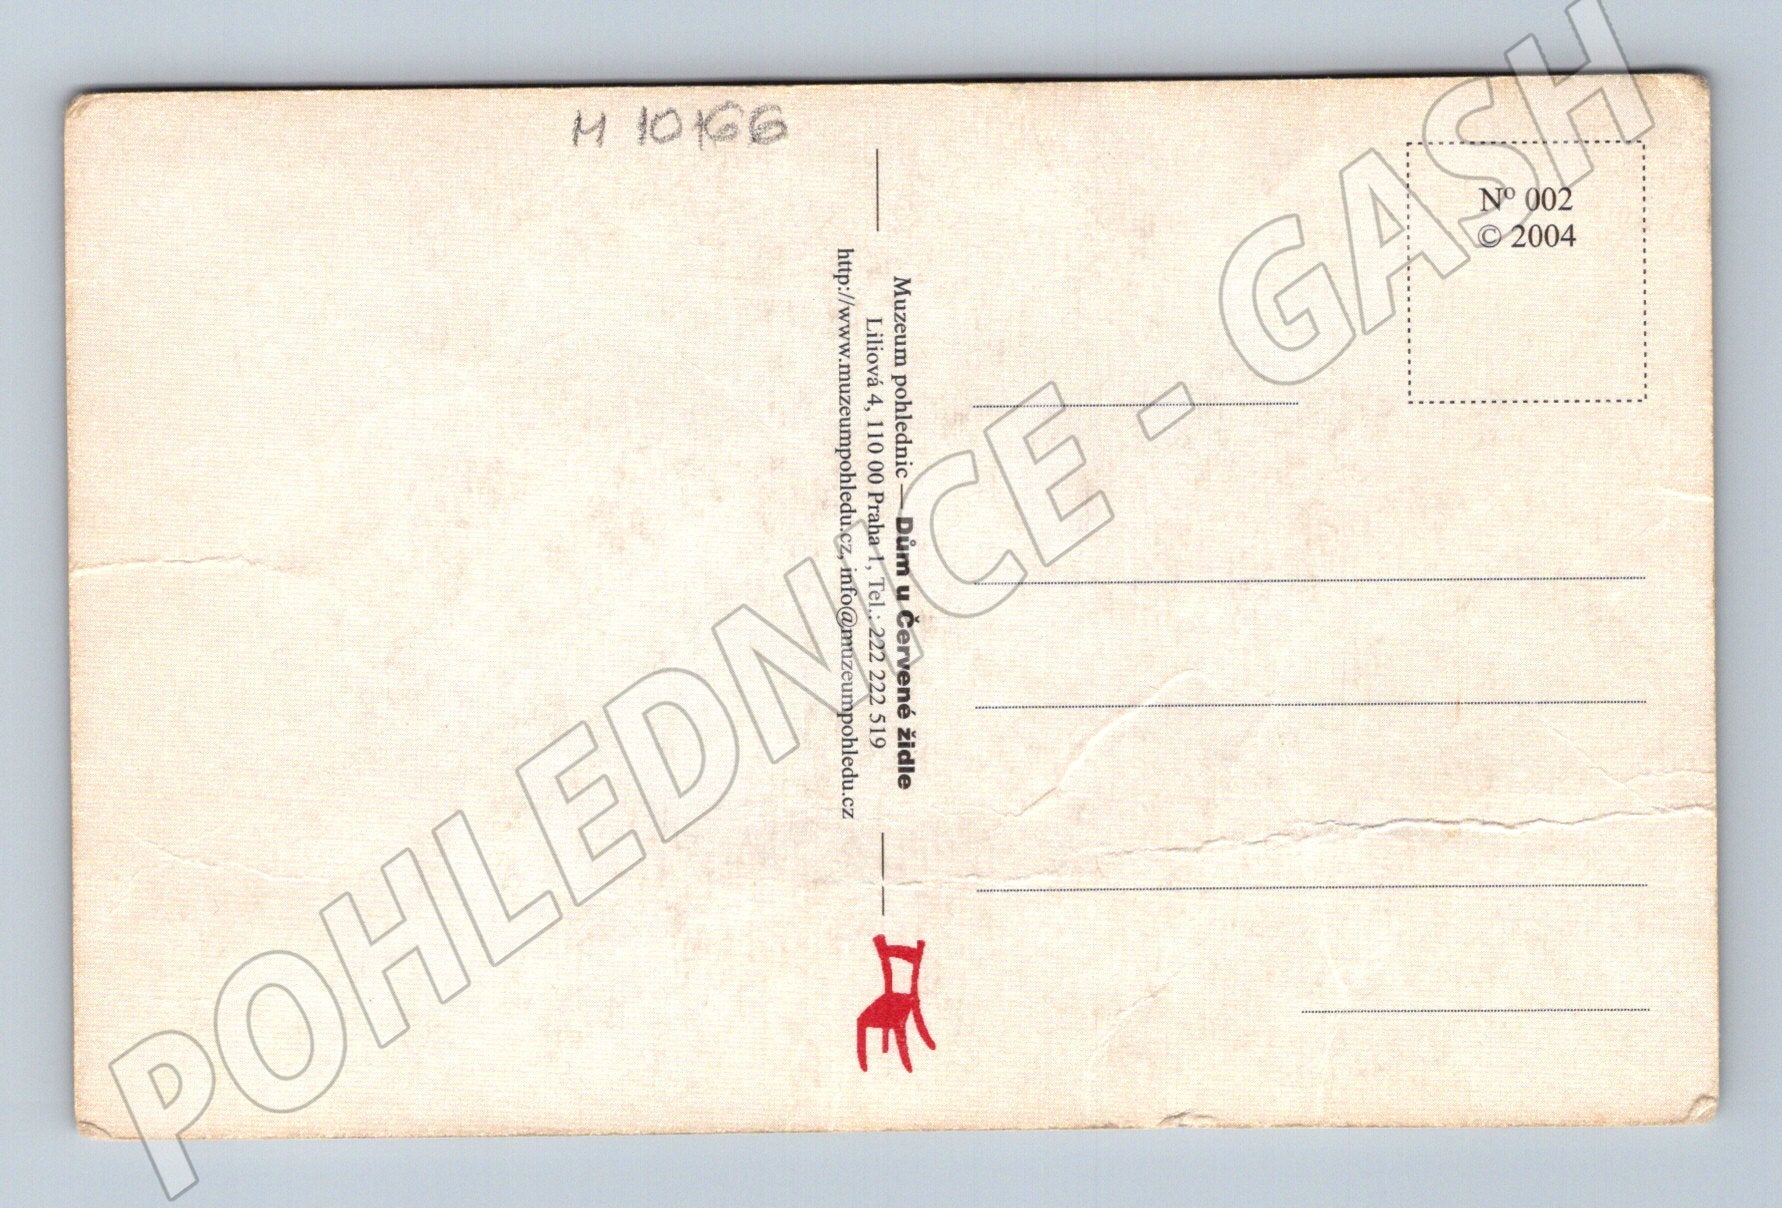 M 10166
Nº 002
© 2004
Muzeum pohlednic — Dům u Červené židle
Liliová 4, 110 00 Praha 1, Tel.: 222 222 519
http://www.muzeumpohledu.cz, info@muzeumpohledu.cz
POHLEDNICE - GASH